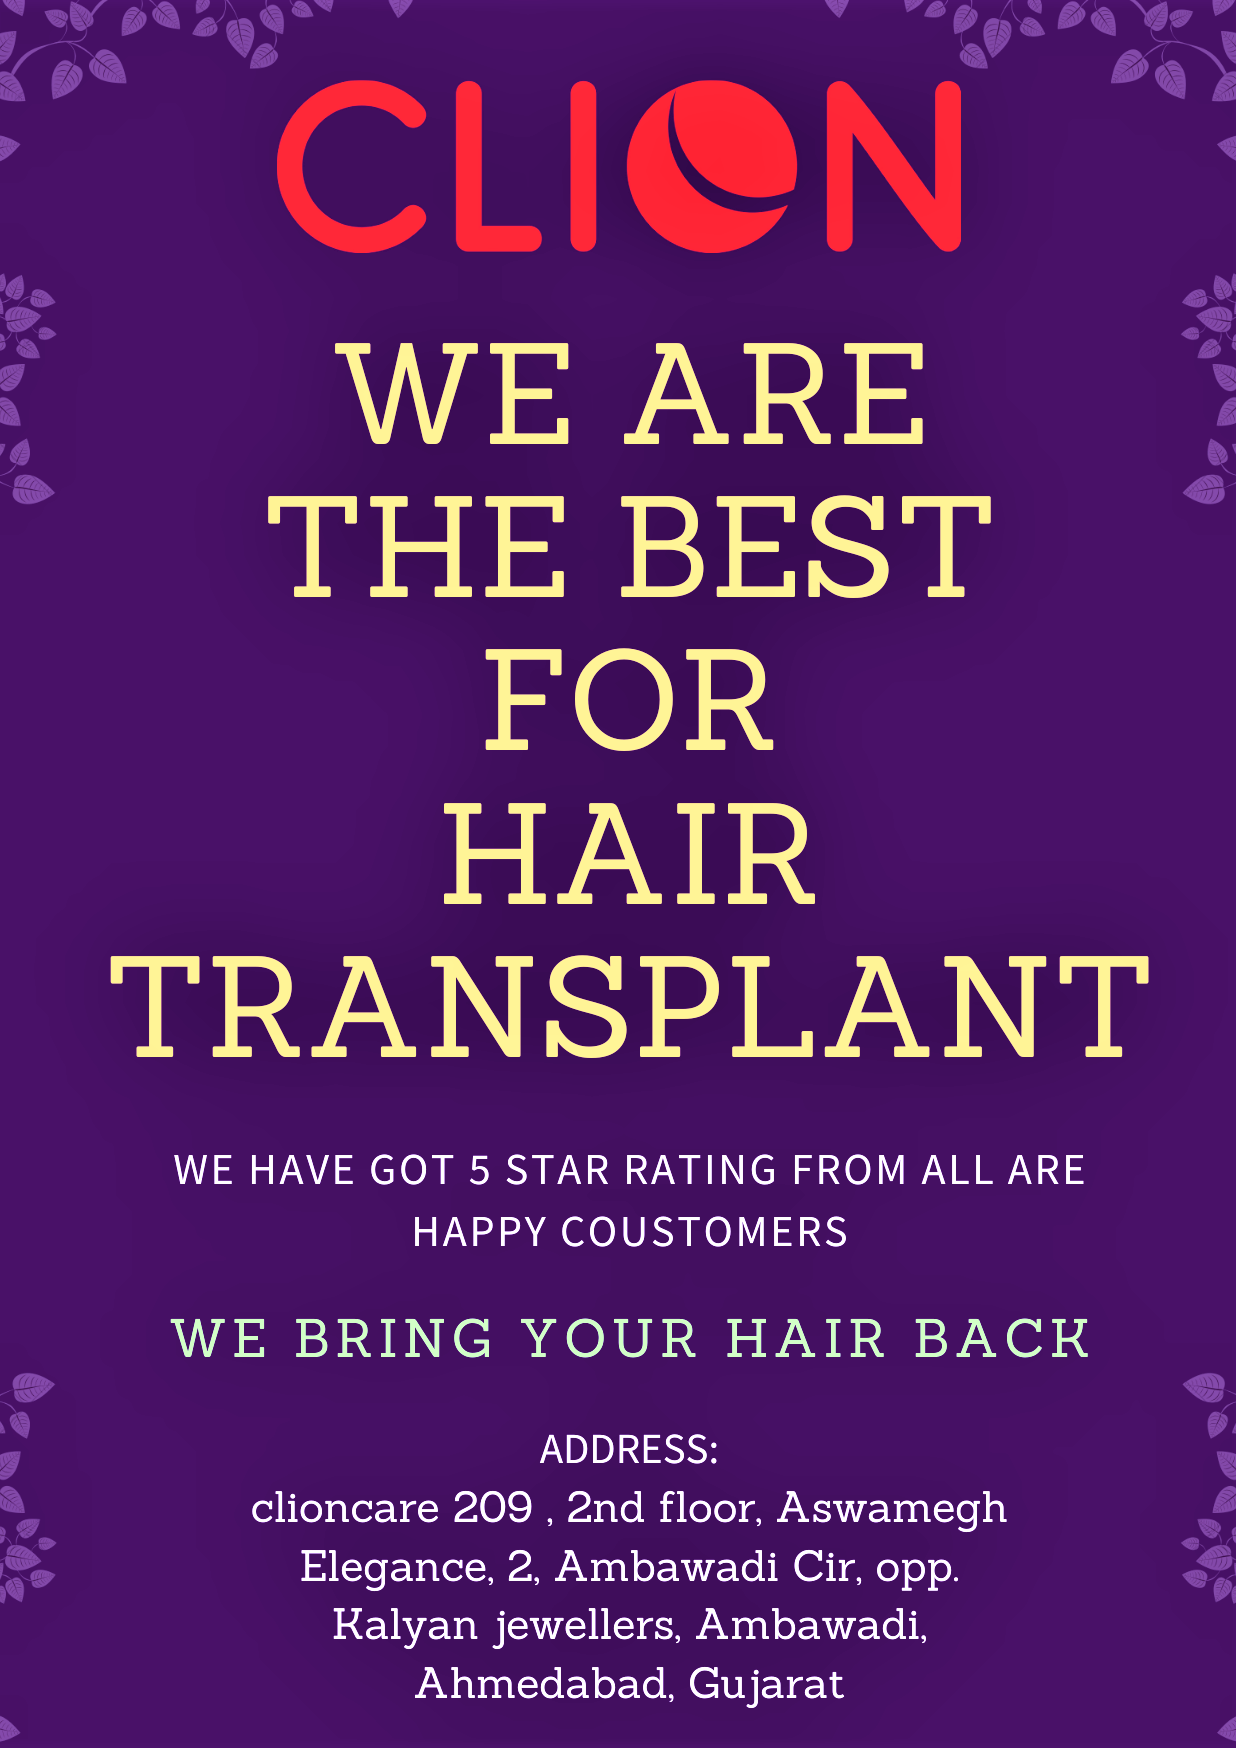 CLION
WE ARE
THE BEST
FOR
HAIR
TRANSPLANT
WE HAVE GOT 5 STAR RATING FROM ALL ARE
HAPPY COUSTOMERS
WE BRING YOUR HAIR BACK
ADDRESS:
clioncare 209 , 2nd floor, Aswamegh
Elegance, 2, Ambawadi Cir, opp.
Kalyan jewellers, Ambawadi,
Ahmedabad, Gujarat